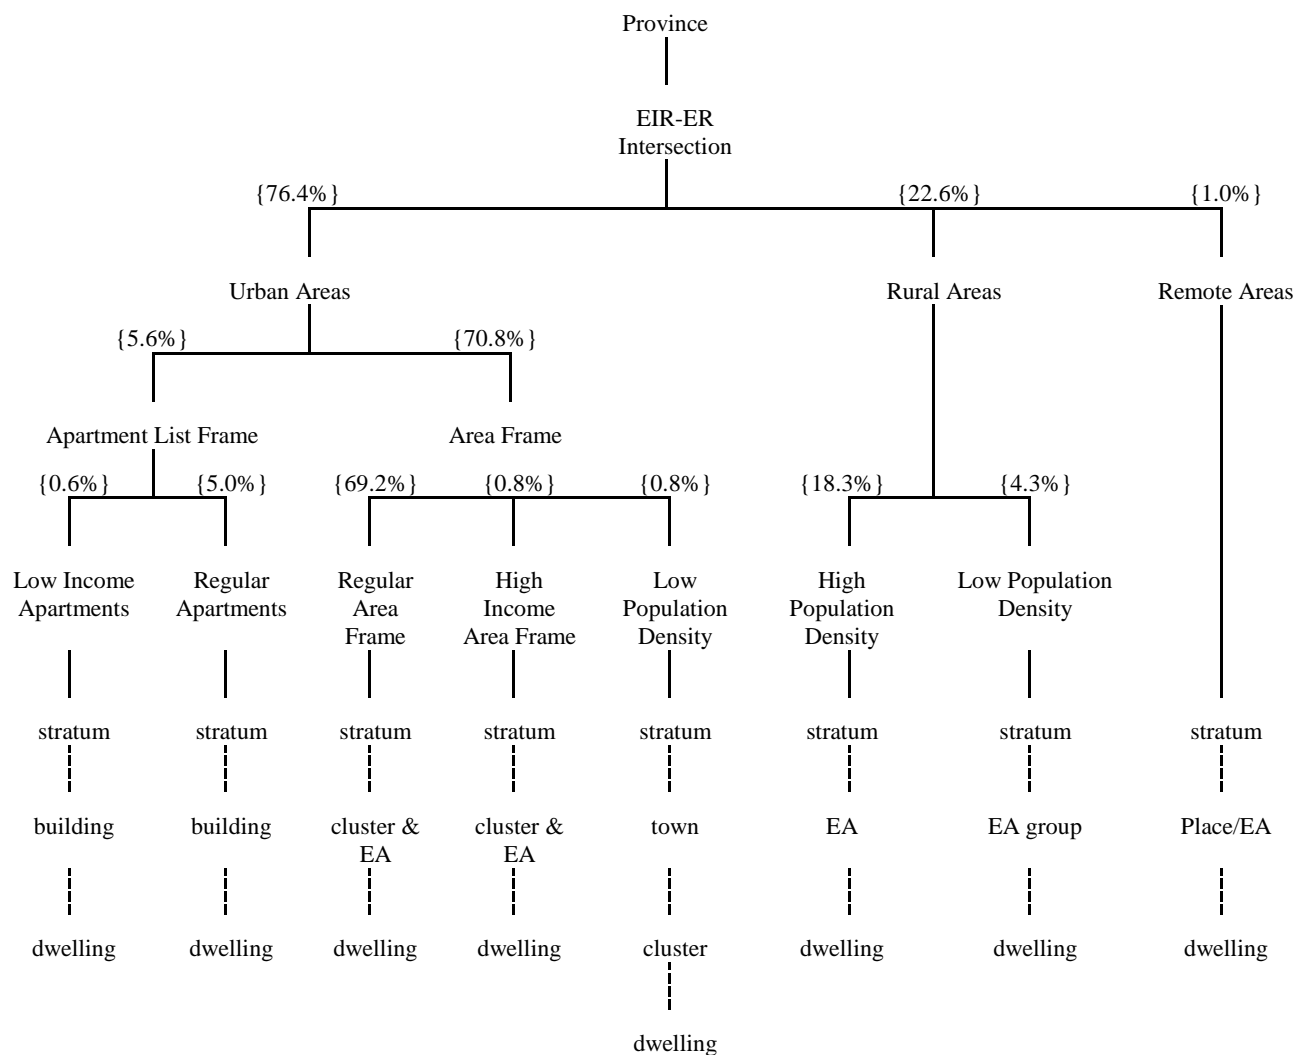 Province
EIR-ER
Intersection
{76.4%} {22.6%} {1.0%}
Urban Areas Rural Areas Remote Areas
{5.6%} {70.8%}
Apartment List Frame Area Frame
{0.6%} {5.0%} {69.2%} {0.8%} {0.8%} {18.3%} {4.3%}
Low Income Regular Regular High Low High Low Population
Apartments Apartments Area Income Population Population Density
Frame Area Frame Density Density
stratum stratum stratum stratum stratum stratum stratum stratum
building building cluster & cluster & town EA EA group Place/EA
EA EA
dwelling dwelling dwelling dwelling cluster dwelling dwelling dwelling
dwelling